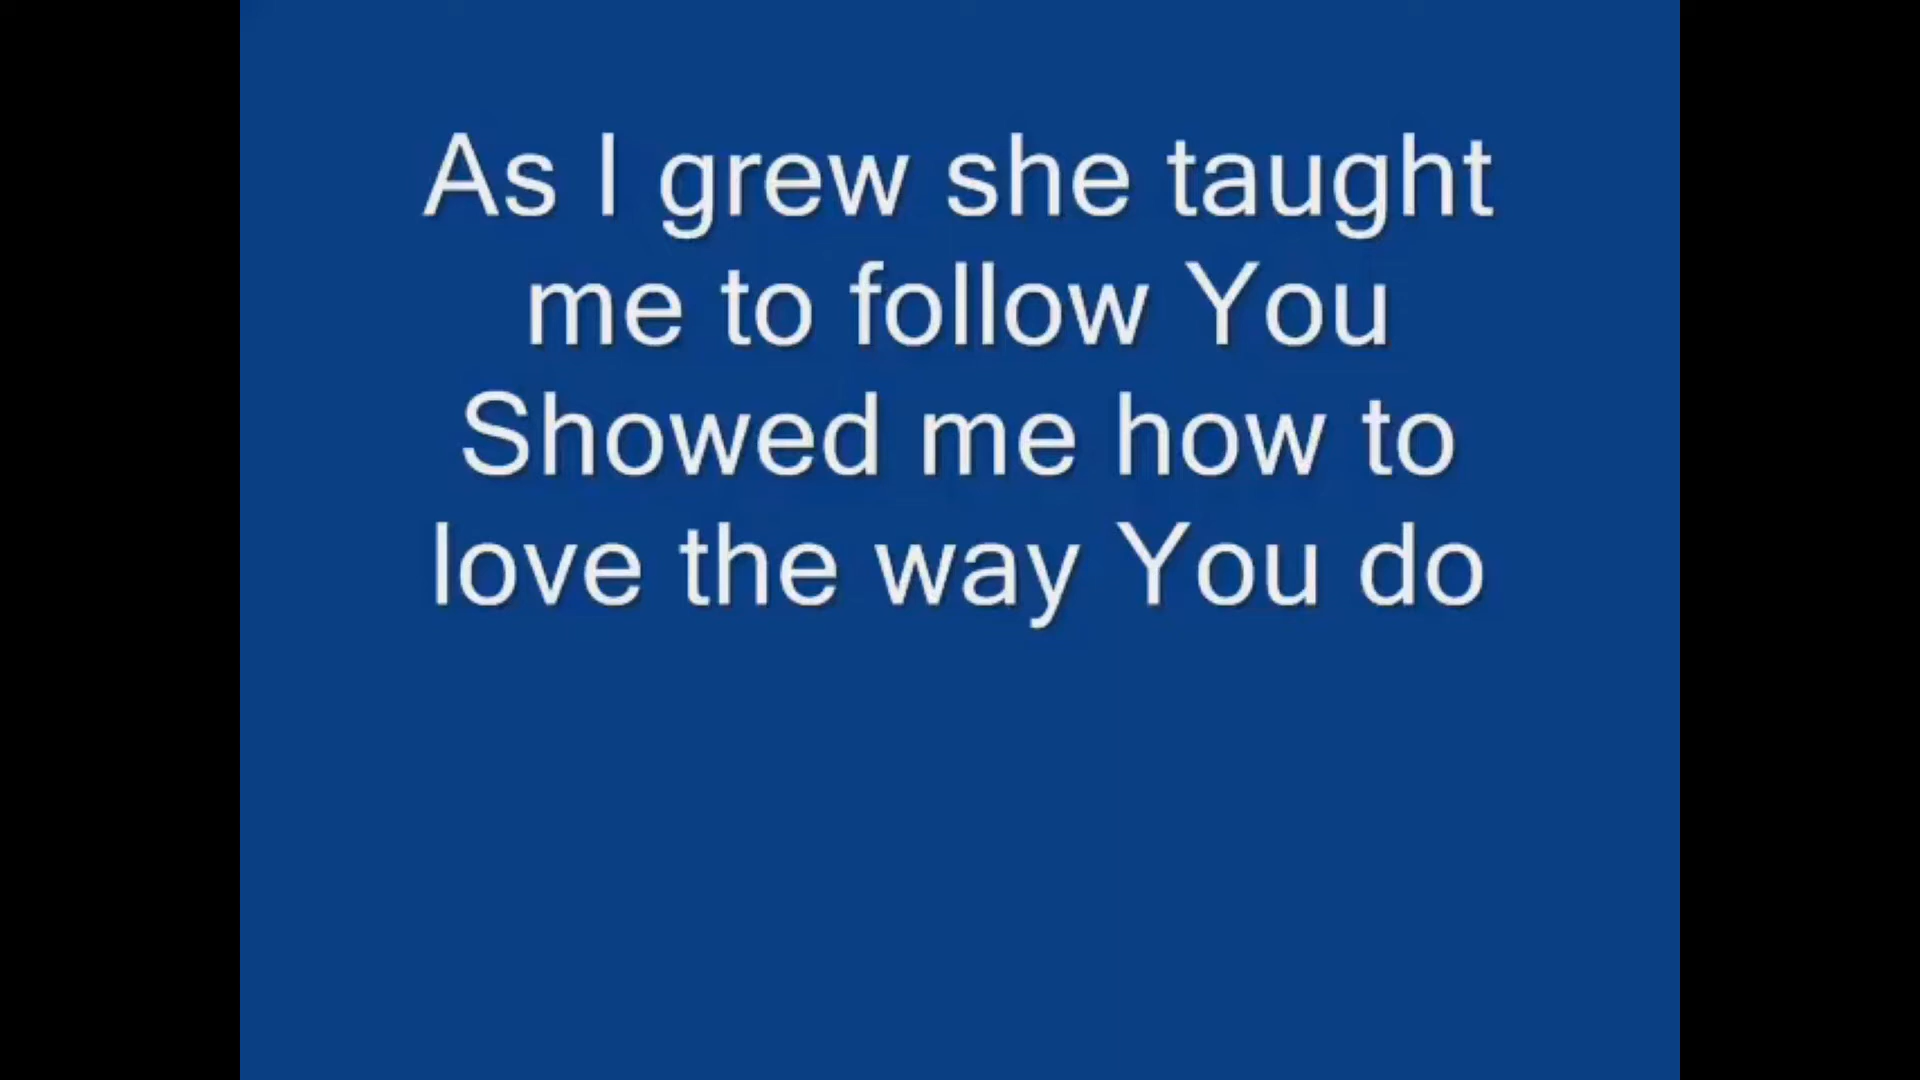 As I grew she taught
me to follow You
Showed me how to
love the way You do